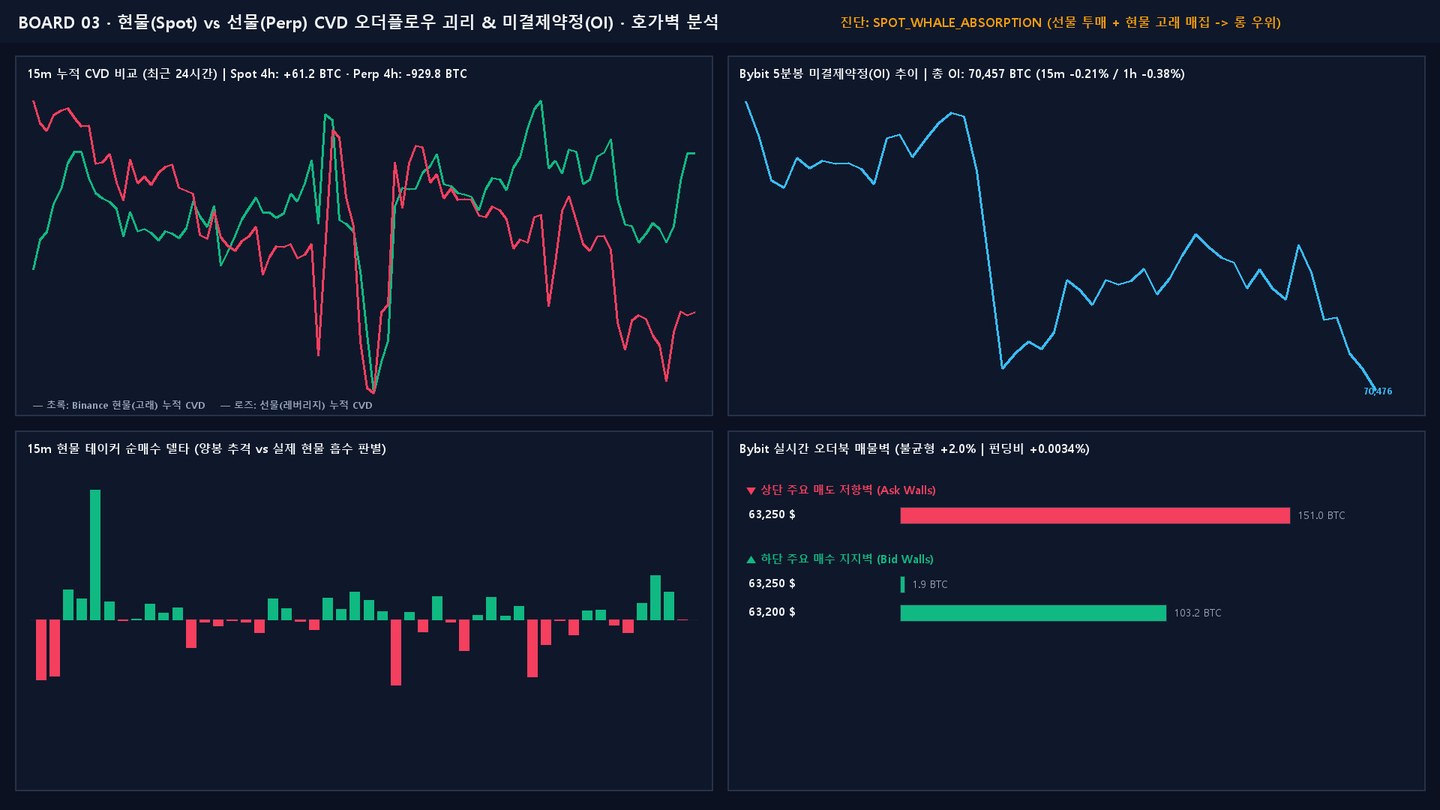 BOARD 03 · 현물(Spot) vs 선물(Perp) CVD 오더플로우 괴리 & 미결제약정(OI) · 호가벽 분석
진단: SPOT_WHALE_ABSORPTION (선물 투매 + 현물 고래 매집 -> 롱 우위)
15m 누적 CVD 비교 (최근 24시간) | Spot 4h: +61.2 BTC · Perp 4h: -929.8 BTC
— 초록: Binance 현물(고래) 누적 CVD — 로즈: 선물(레버리지) 누적 CVD
Bybit 5분봉 미결제약정(OI) 추이 | 총 OI: 70,457 BTC (15m -0.21% / 1h -0.38%)
70,476
15m 현물 테이커 순매수 델타 (양봉 추격 vs 실제 현물 흡수 판별)
Bybit 실시간 오더북 매물벽 (불균형 +2.0% | 펀딩비 +0.0034%)
▼ 상단 주요 매도 저항벽 (Ask Walls)
63,250 $ 151.0 BTC
▲ 하단 주요 매수 지지벽 (Bid Walls)
63,250 $ 1.9 BTC
63,200 $ 103.2 BTC